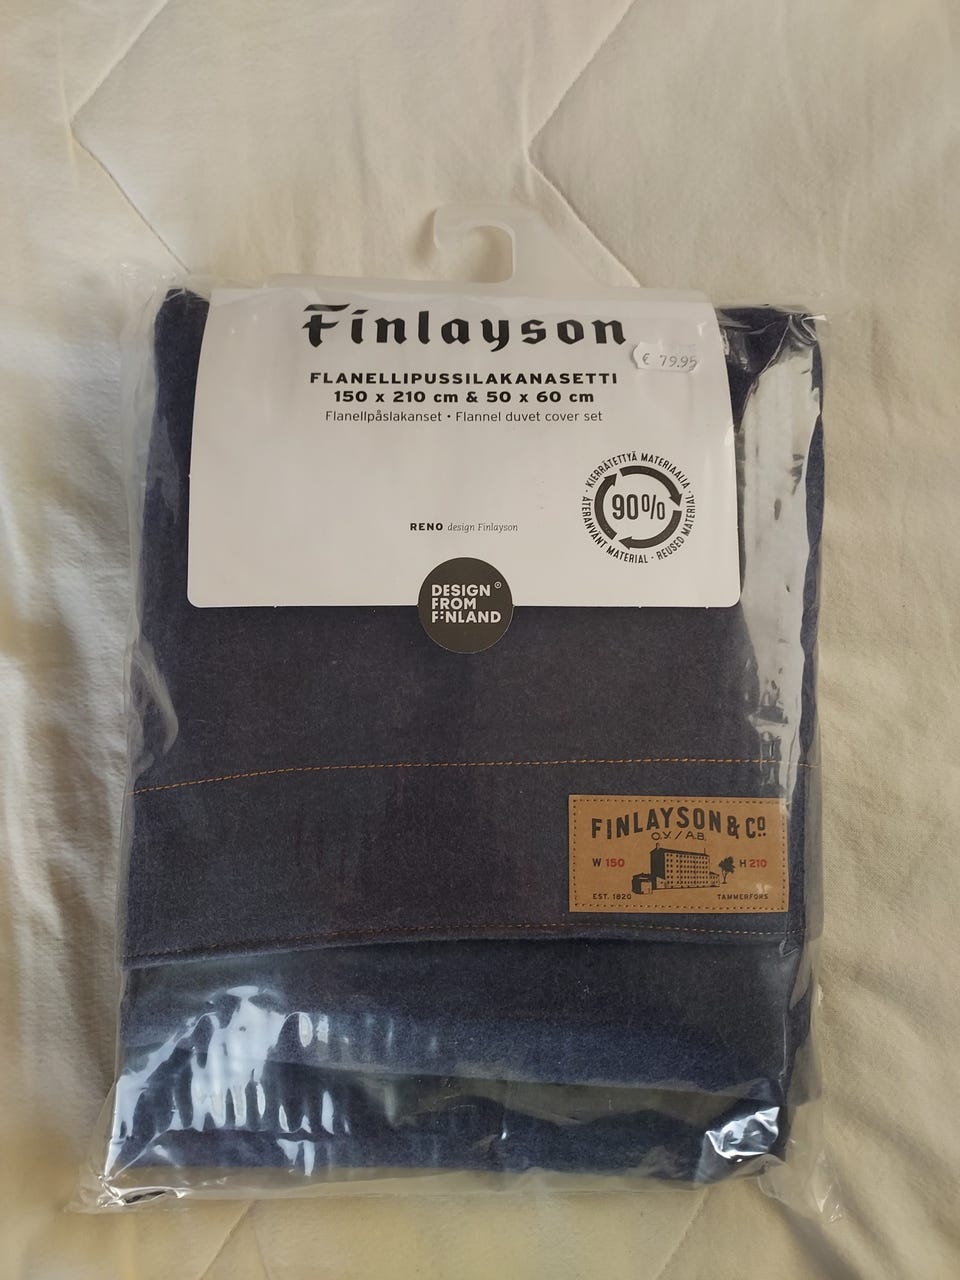 Finlayson
€ 79.95
FLANELLIPUSSILAKANASETTI
150 x 210 cm & 50 x 60 cm
Flanellpåslakanset • Flannel duvet cover set
KIERRÄTETTYÄ MATERIAALIA ·
REUSED MATERIAL ·
ÅTERANVÄNT MATERIAL ·
90%
RENO design Finlayson
DESIGN
FROM
FINLAND
FINLAYSON & Co.
O.Y. / A.B.
W 150 H 210
EST. 1820 TAMMERFORS